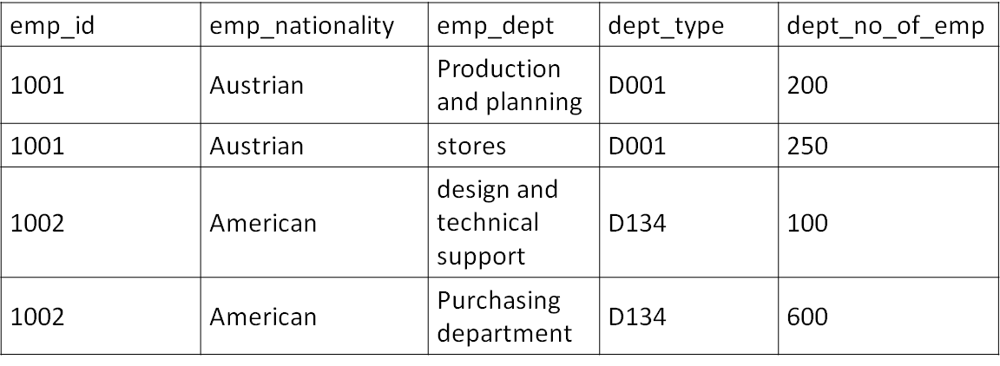 emp_id emp_nationality emp_dept dept_type dept_no_of_emp
1001 Austrian Production and planning D001 200
1001 Austrian stores D001 250
1002 American design and technical support D134 100
1002 American Purchasing department D134 600